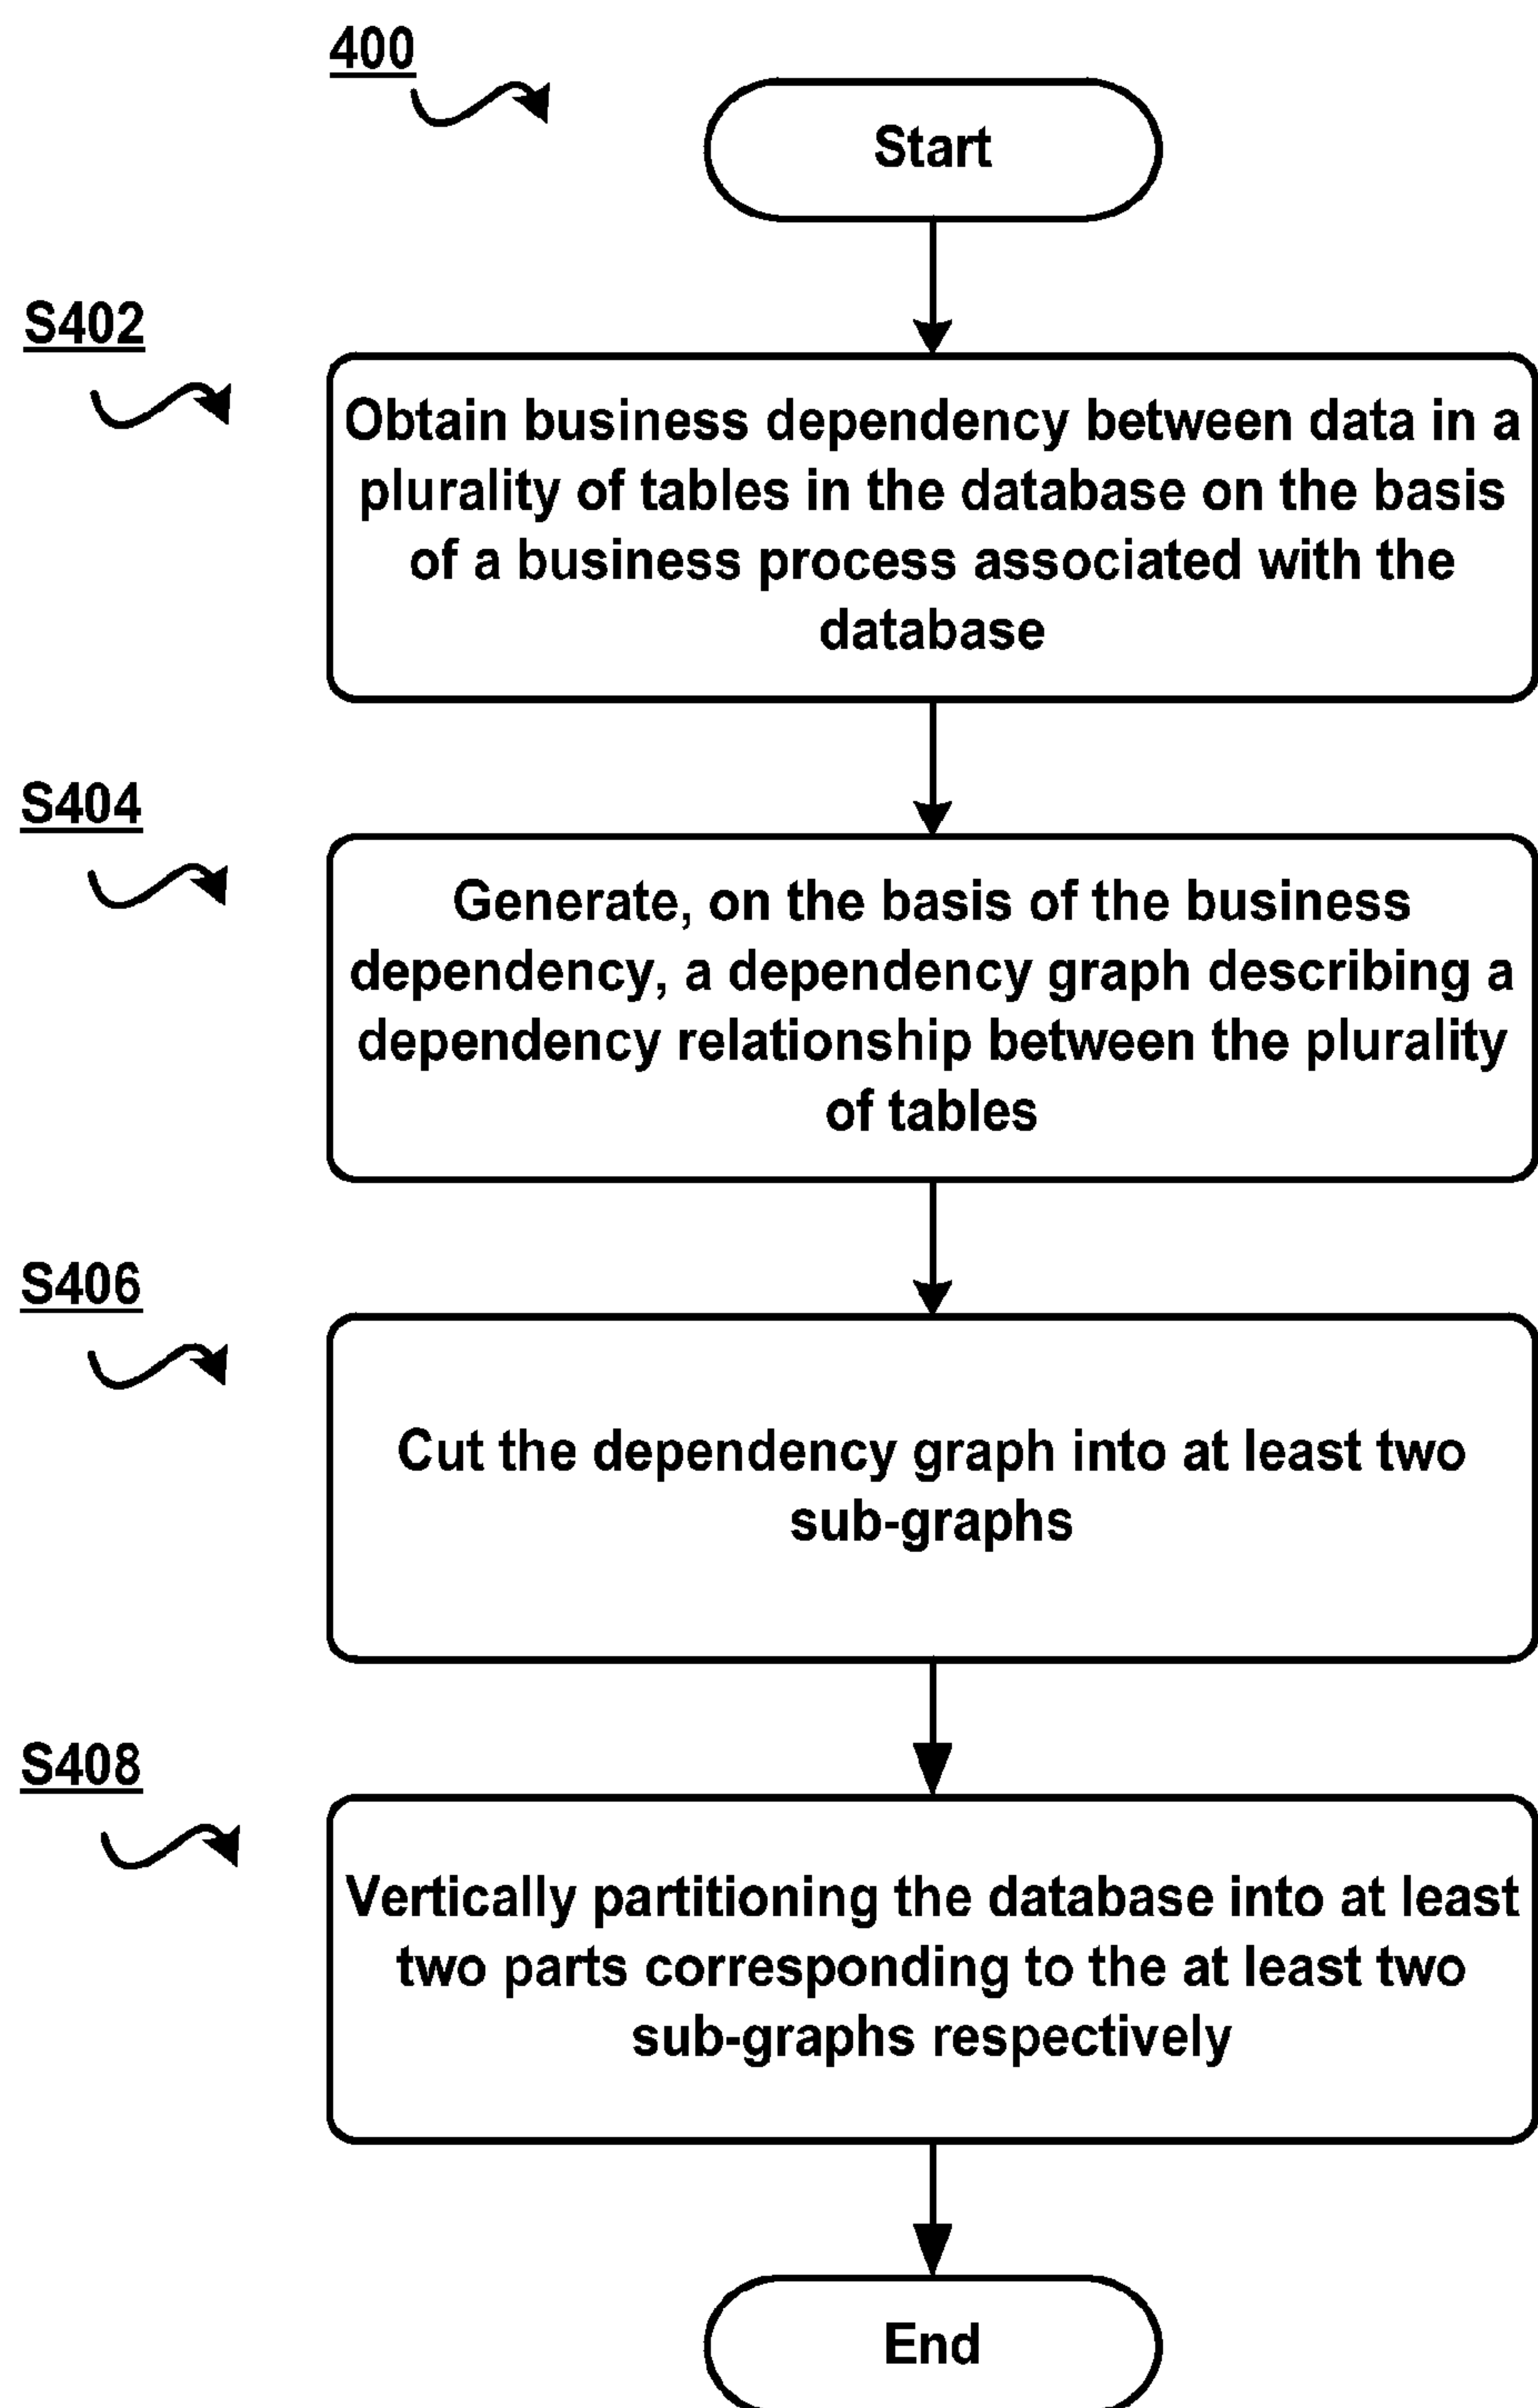 400
Start
S402
Obtain business dependency between data in a
plurality of tables in the database on the basis
of a business process associated with the
database
S404
Generate, on the basis of the business
dependency, a dependency graph describing a
dependency relationship between the plurality
of tables
S406
Cut the dependency graph into at least two
sub-graphs
S408
Vertically partitioning the database into at least
two parts corresponding to the at least two
sub-graphs respectively
End